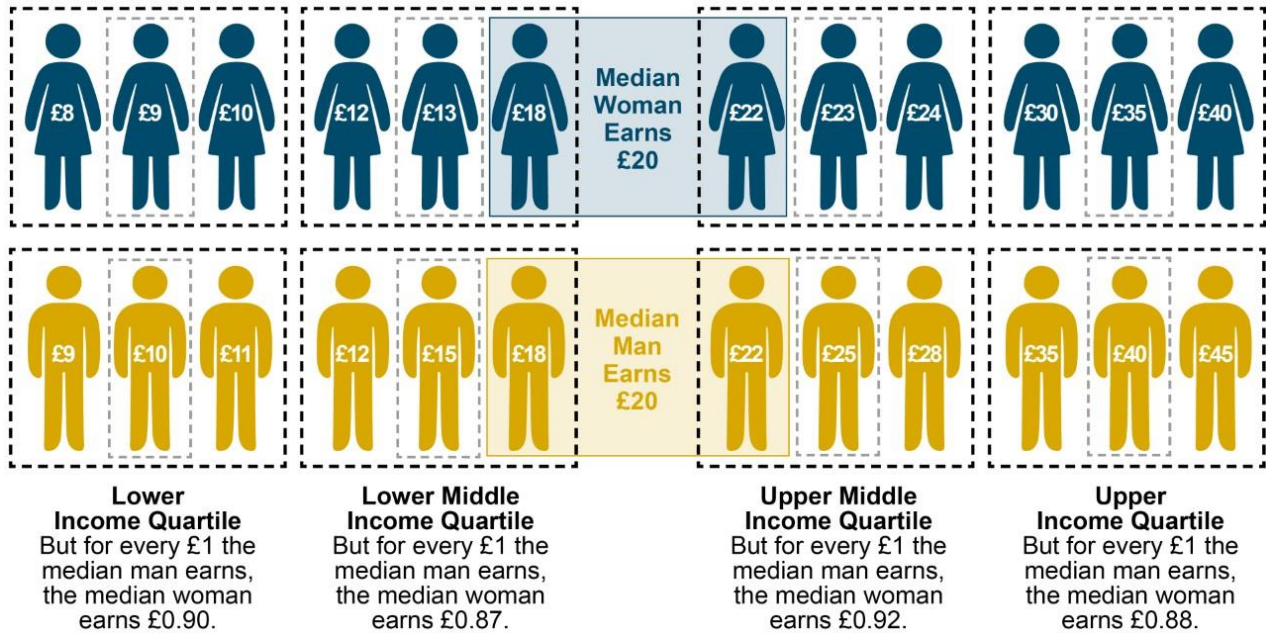 £8
£9
£10
£12
£13
£18
Median
Woman
Earns
£20
£22
£23
£24
£30
£35
£40
£9
£10
£11
£12
£15
£18
Median
Man
Earns
£20
£22
£25
£28
£35
£40
£45
Lower
Income Quartile
But for every £1 the
median man earns,
the median woman
earns £0.90.
Lower Middle
Income Quartile
But for every £1 the
median man earns,
the median woman
earns £0.87.
Upper Middle
Income Quartile
But for every £1 the
median man earns,
the median woman
earns £0.92.
Upper
Income Quartile
But for every £1 the
median man earns,
the median woman
earns £0.88.